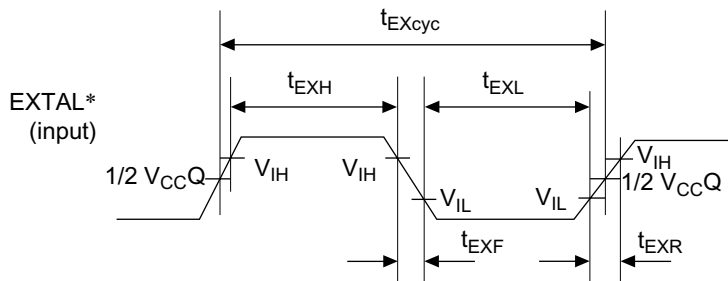 tEXcyc
tEXH
tEXL
EXTAL*
(input)
1/2 VCCQ
VIH
VIH
VIH
1/2 VCCQ
VIL
VIL
tEXF
tEXR